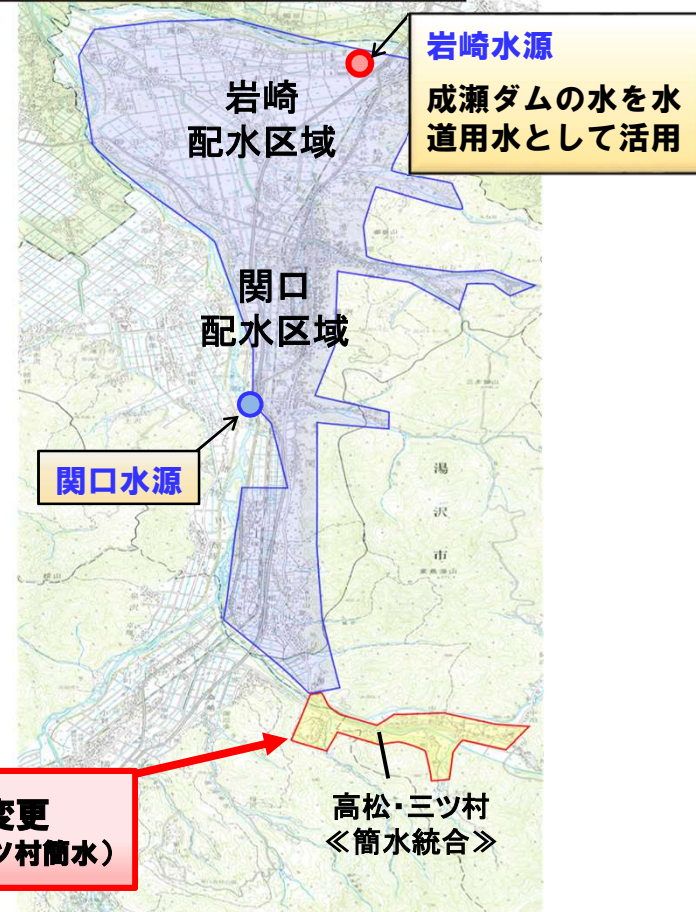 岩崎水源
成瀬ダムの水を水
道用水として活用
岩崎
配水区域
関口
配水区域
関口水源
湯
沢
市
変更
ツ村簡水）
高松・三ツ村
≪簡水統合≫